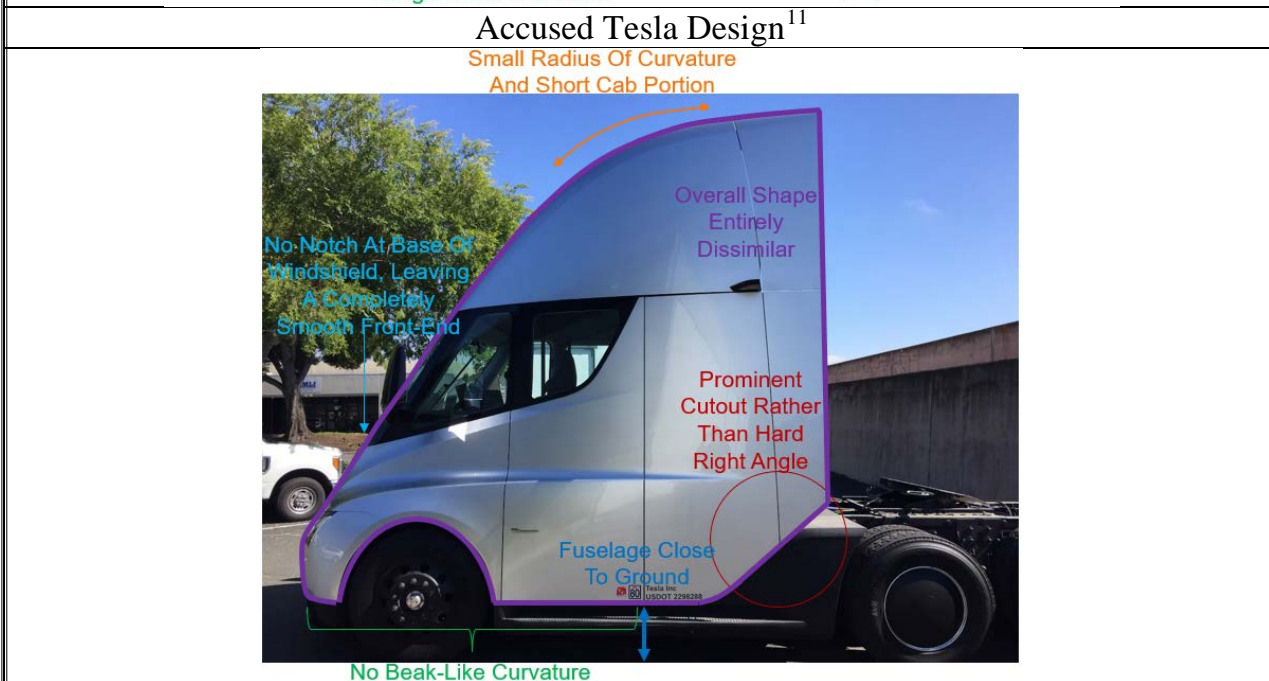 Accused Tesla Design11
Small Radius Of Curvature
And Short Cab Portion
Overall Shape
Entirely
Dissimilar
No Notch At Base Of
Windshield, Leaving
A Completely
Smooth Front-End
Prominent
Cutout Rather
Than Hard
Right Angle
Fuselage Close
To Ground
80
Tesla Inc
USDOT 2298288
No Beak-Like Curvature